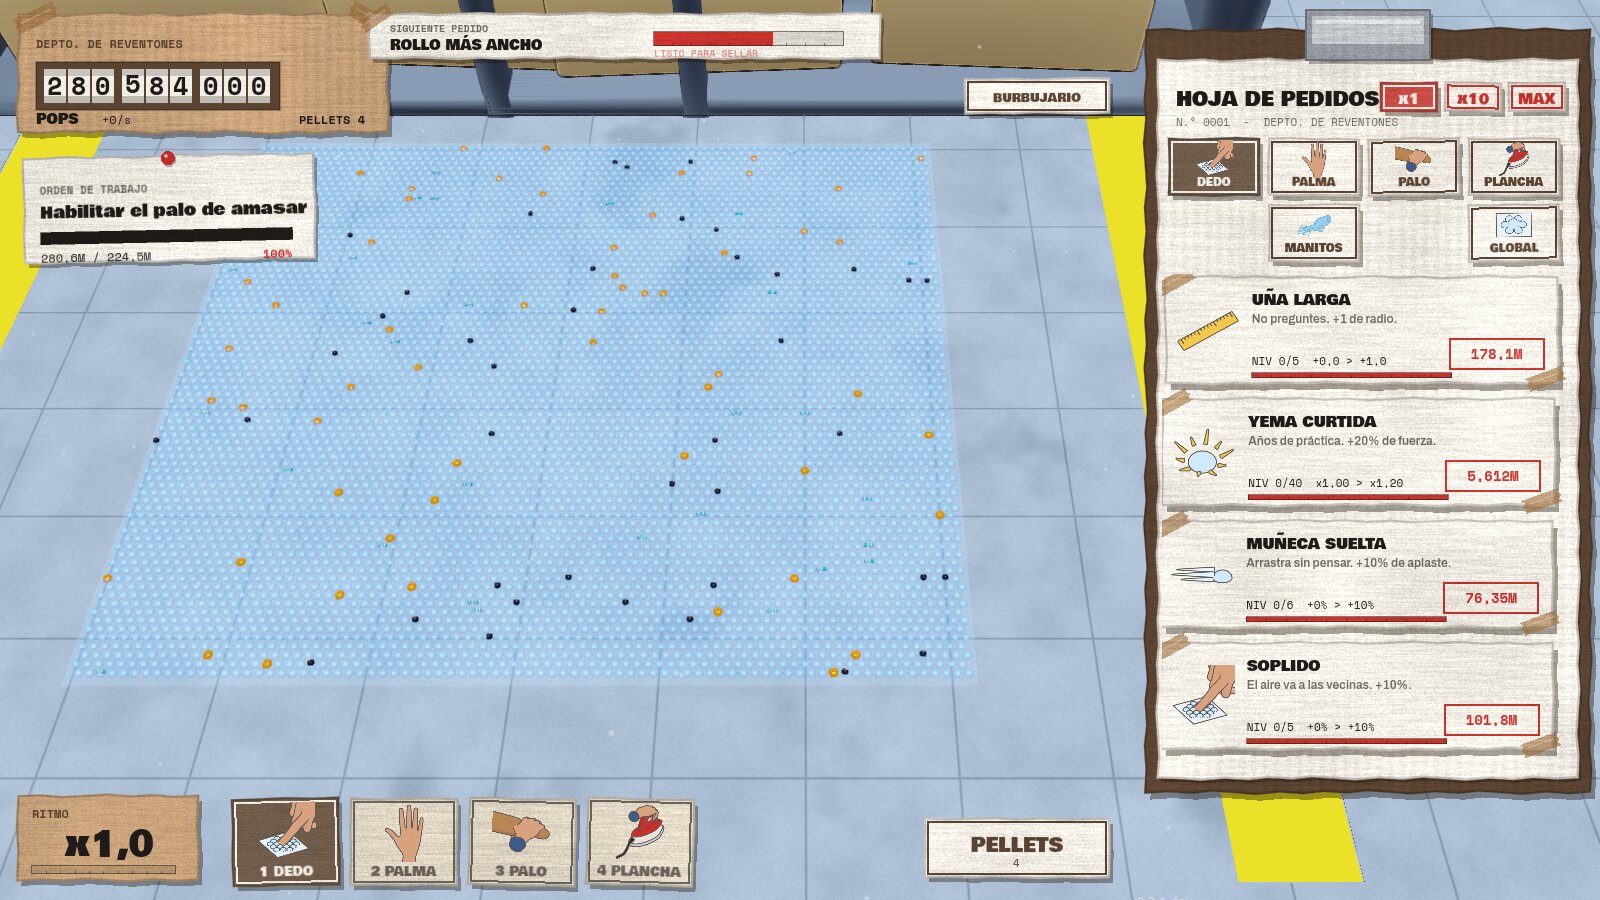 DEPTO. DE REVENTONES
280 584 000
POPS +0/s PELLETS 4
SIGUIENTE PEDIDO
ROLLO MÁS ANCHO
LISTO PARA SELLAR
BURBUJARIO
ORDEN DE TRABAJO
Habilitar el palo de amasar
280,6M / 224,5M 100%
HOJA DE PEDIDOS x1 x10 MAX
N.° 0001 - DEPTO. DE REVENTONES
DEDO PALMA PALO PLANCHA
MANITOS GLOBAL
UÑA LARGA
No preguntes. +1 de radio.
NIV 0/5 +0,0 > +1,0 178,1M
YEMA CURTIDA
Años de práctica. +20% de fuerza.
NIV 0/40 x1,00 > x1,20 5,612M
MUÑECA SUELTA
Arrastra sin pensar. +10% de aplaste.
NIV 0/6 +0% > +10% 76,35M
SOPLIDO
El aire va a las vecinas. +10%.
NIV 0/5 +0% > +10% 101,8M
RITMO
x1,0
1 DEDO 2 PALMA 3 PALO 4 PLANCHA
PELLETS
4